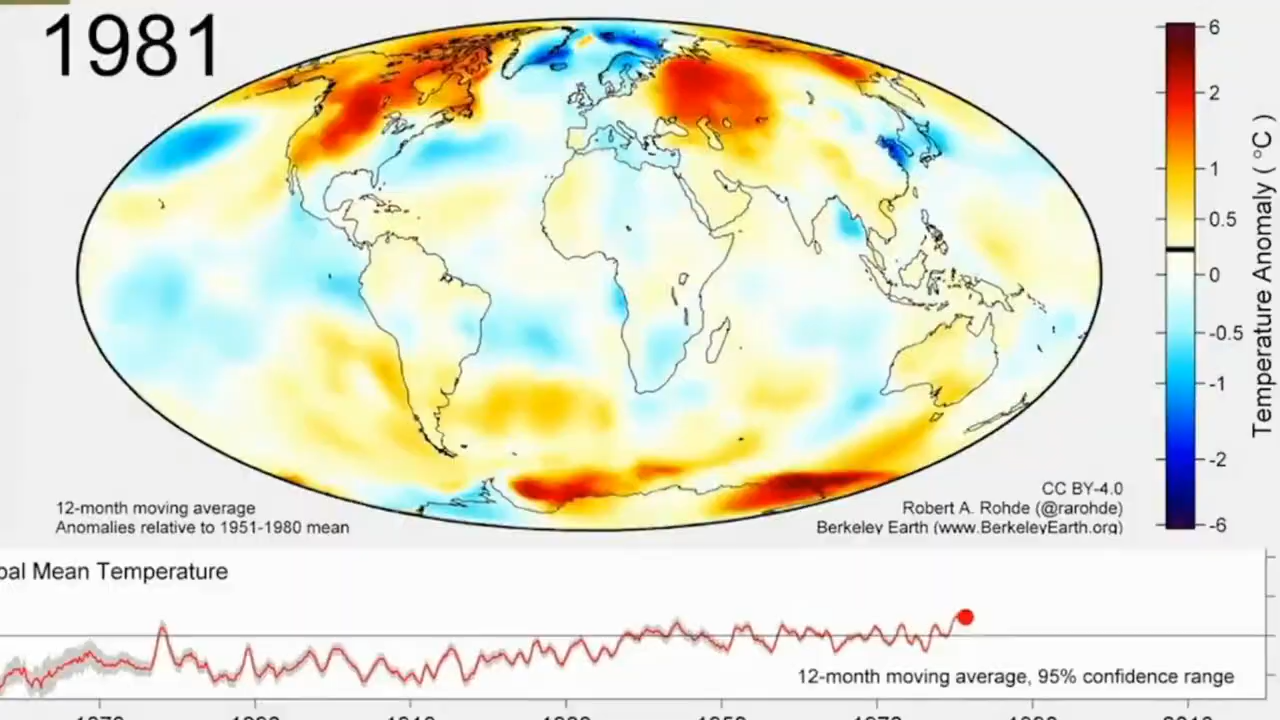 1981
6
2
1
0.5
0
-0.5
-1
-2
-6
Temperature Anomaly ( °C )
12-month moving average
Anomalies relative to 1951-1980 mean
CC BY-4.0
Robert A. Rohde (@rarohde)
Berkeley Earth (www.BerkeleyEarth.org)
bal Mean Temperature
12-month moving average, 95% confidence range